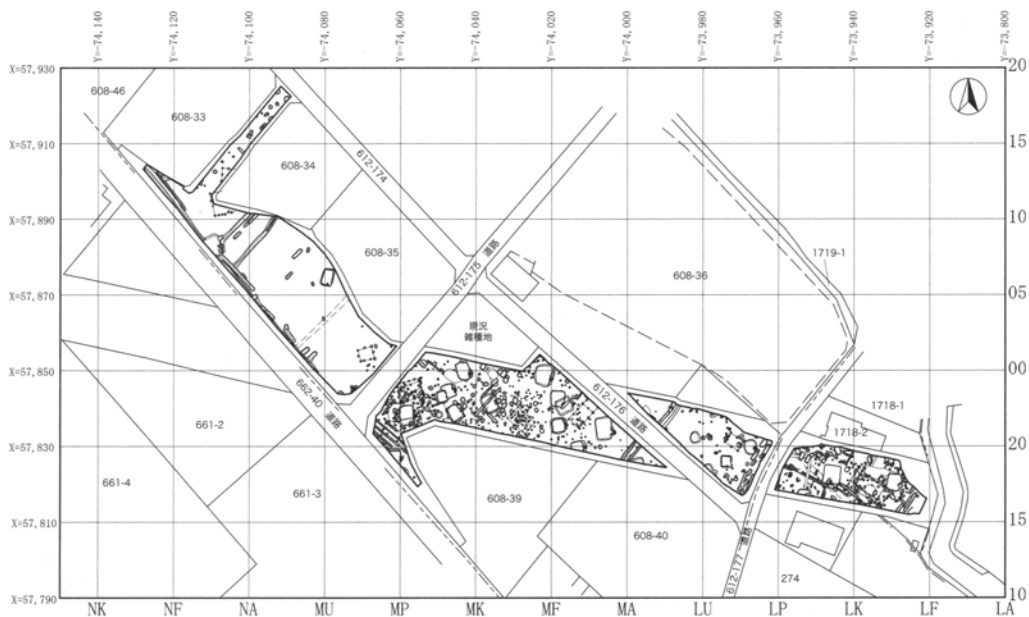 Y=-74,140
Y=-74,120
Y=-74,100
Y=-74,080
Y=-74,060
Y=-74,040
Y=-74,020
Y=-74,000
Y=-73,980
Y=-73,960
Y=-73,940
Y=-73,920
Y=-73,800
X=57,930
20
608-46
608-33
X=57,910
15
612-174
608-34
X=57,890
10
608-35
612-175 道路
608-36
1719-1
X=57,870
05
現況
雑種地
X=57,850
00
662-40 道路
612-176 道路
1718-1
661-2
1718-2
X=57,830
20
661-4
661-3
608-39
X=57,810
15
608-40
612-177 道路
274
X=57,790
10
NK
NF
NA
MU
MP
MK
MF
MA
LU
LP
LK
LF
LA